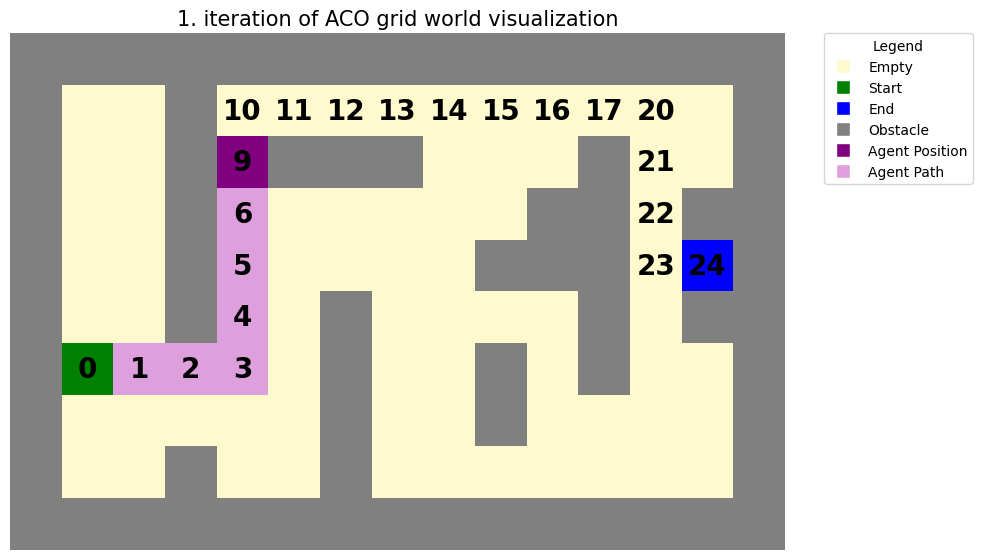 1. iteration of ACO grid world visualization
Legend
Empty
Start
End
Obstacle
Agent Position
Agent Path
10 11 12 13 14 15 16 17 20
9 21
6 22
5 23 24
4
0 1 2 3